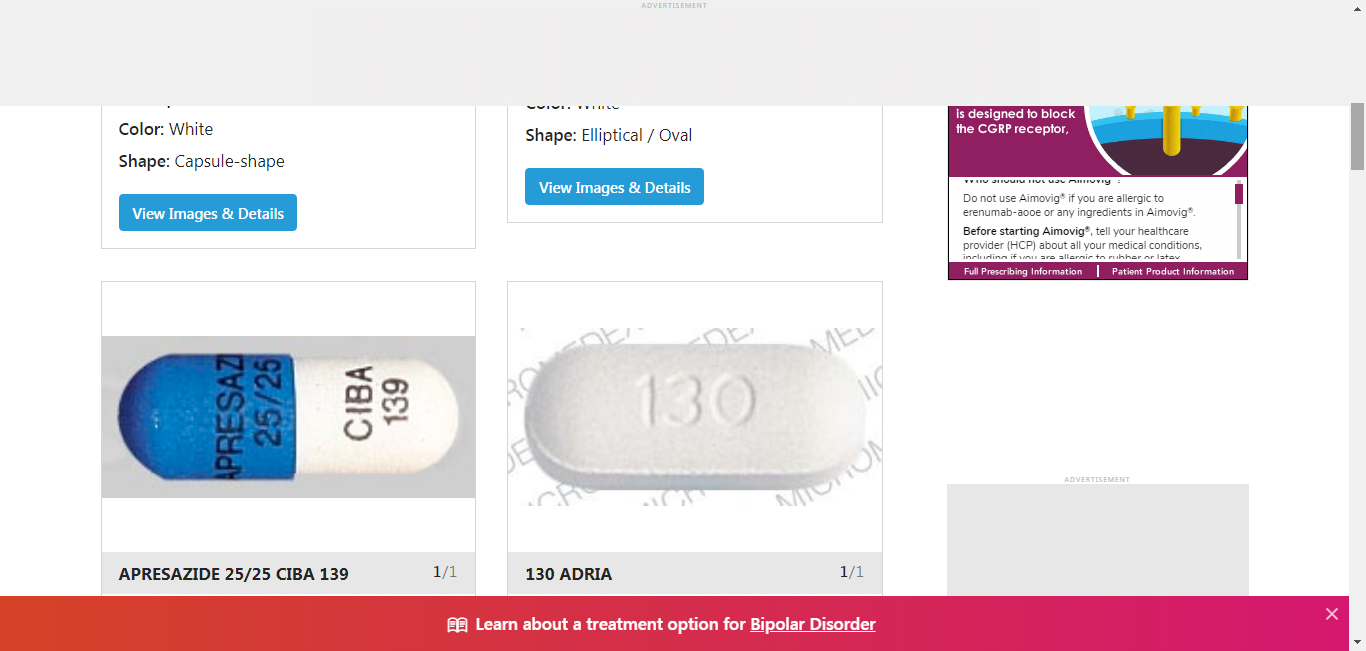 ADVERTISEMENT
Color: White
Shape: Capsule-shape
View Images & Details
Color: White
Shape: Elliptical / Oval
View Images & Details
is designed to block
the CGRP receptor,
Who should not use Aimovig®?
Do not use Aimovig® if you are allergic to
erenumab-aooe or any ingredients in Aimovig®.
Before starting Aimovig®, tell your healthcare
provider (HCP) about all your medical conditions,
including if you are allergic to rubber or latex
Full Prescribing Information | Patient Product Information
APRESAZI
25/25
CIBA
139
APRESAZIDE 25/25 CIBA 139 1/1
MICROMEDEX
130
130 ADRIA 1/1
ADVERTISEMENT
Learn about a treatment option for Bipolar Disorder